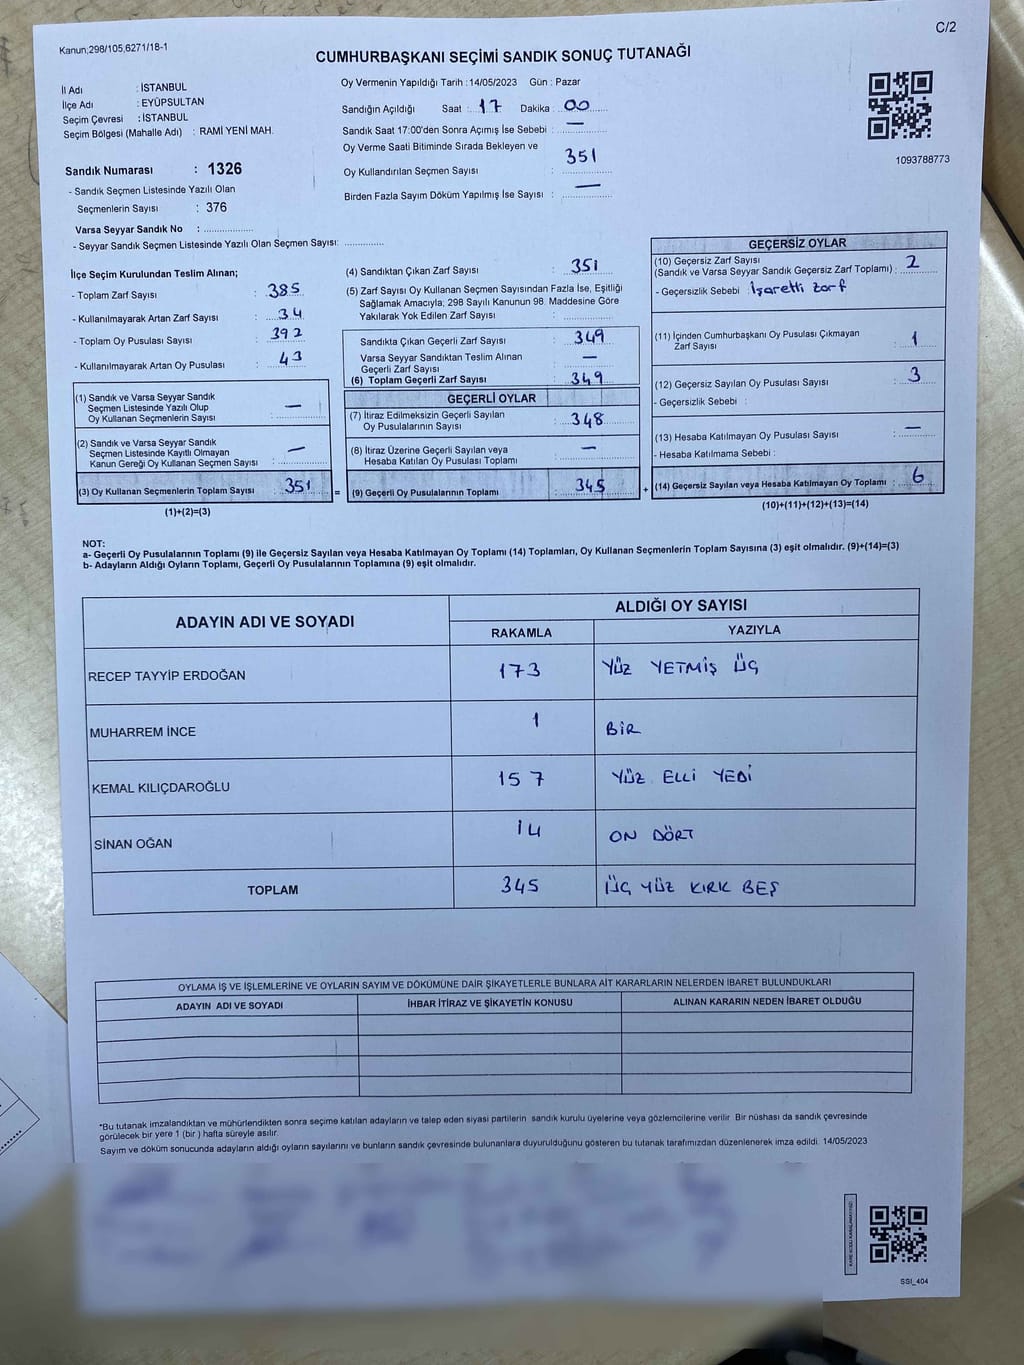 Kanun;298/105,6271/18-1
C/2
CUMHURBAŞKANI SEÇİMİ SANDIK SONUÇ TUTANAĞI
İl Adı : İSTANBUL
İlçe Adı : EYÜPSULTAN
Seçim Çevresi : İSTANBUL
Seçim Bölgesi (Mahalle Adı) : RAMİ YENİ MAH.
Oy Vermenin Yapıldığı Tarih :14/05/2023 Gün : Pazar
Sandığın Açıldığı Saat : 17 Dakika : 00
Sandık Saat 17:00'den Sonra Açımış İse Sebebi : —
Oy Verme Saati Bitiminde Sırada Bekleyen ve
Oy Kullandırılan Seçmen Sayısı : 351
Birden Fazla Sayım Döküm Yapılmış İse Sayısı : —
1093788773
Sandık Numarası : 1326
- Sandık Seçmen Listesinde Yazılı Olan
Seçmenlerin Sayısı : 376
Varsa Seyyar Sandık No : ..................
- Seyyar Sandık Seçmen Listesinde Yazılı Olan Seçmen Sayısı: ..............
İlçe Seçim Kurulundan Teslim Alınan;
- Toplam Zarf Sayısı : 385
- Kullanılmayarak Artan Zarf Sayısı : 34
- Toplam Oy Pusulası Sayısı : 392
- Kullanılmayarak Artan Oy Pusulası : 43
(1) Sandık ve Varsa Seyyar Sandık
Seçmen Listesinde Yazılı Olup
Oy Kullanan Seçmenlerin Sayısı : —
(2) Sandık ve Varsa Seyyar Sandık
Seçmen Listesinde Kayıtlı Olmayan
Kanun Gereği Oy Kullanan Seçmen Sayısı : —
(3) Oy Kullanan Seçmenlerin Toplam Sayısı : 351
(1)+(2)=(3)
=
(4) Sandıktan Çıkan Zarf Sayısı : 351
(5) Zarf Sayısı Oy Kullanan Seçmen Sayısından Fazla İse, Eşitliği
Sağlamak Amacıyla; 298 Sayılı Kanunun 98. Maddesine Göre
Yakılarak Yok Edilen Zarf Sayısı :
Sandıkta Çıkan Geçerli Zarf Sayısı : 349
Varsa Seyyar Sandıktan Teslim Alınan
Geçerli Zarf Sayısı : —
(6) Toplam Geçerli Zarf Sayısı : 349
GEÇERLİ OYLAR
(7) İtiraz Edilmeksizin Geçerli Sayılan
Oy Pusulalarının Sayısı : 348
(8) İtiraz Üzerine Geçerli Sayılan veya
Hesaba Katılan Oy Pusulası Toplamı : —
(9) Geçerli Oy Pusulalarının Toplamı : 345
+
GEÇERSİZ OYLAR
(10) Geçersiz Zarf Sayısı
(Sandık ve Varsa Seyyar Sandık Geçersiz Zarf Toplamı) : 2
- Geçersizlik Sebebi : İşaretli zarf
(11) İçinden Cumhurbaşkanı Oy Pusulası Çıkmayan
Zarf Sayısı : 1
(12) Geçersiz Sayılan Oy Pusulası Sayısı : 3
- Geçersizlik Sebebi :
(13) Hesaba Katılmayan Oy Pusulası Sayısı : —
- Hesaba Katılmama Sebebi :
(14) Geçersiz Sayılan veya Hesaba Katılmayan Oy Toplamı : 6
(10)+(11)+(12)+(13)=(14)
NOT:
a- Geçerli Oy Pusulalarının Toplamı (9) ile Geçersiz Sayılan veya Hesaba Katılmayan Oy Toplamı (14) Toplamları, Oy Kullanan Seçmenlerin Toplam Sayısına (3) eşit olmalıdır. (9)+(14)=(3)
b- Adayların Aldığı Oyların Toplamı, Geçerli Oy Pusulalarının Toplamına (9) eşit olmalıdır.
ADAYIN ADI VE SOYADI
ALDIĞI OY SAYISI
RAKAMLA YAZIYLA
RECEP TAYYİP ERDOĞAN 173 YÜZ YETMİŞ ÜÇ
MUHARREM İNCE 1 BİR
KEMAL KILIÇDAROĞLU 157 YÜZ ELLİ YEDİ
SİNAN OĞAN 14 ON DÖRT
TOPLAM 345 ÜÇ YÜZ KIRK BEŞ
OYLAMA İŞ VE İŞLEMLERİNE VE OYLARIN SAYIM VE DÖKÜMÜNE DAİR ŞİKAYETLERLE BUNLARA AİT KARARLARIN NELERDEN İBARET BULUNDUKLARI
ADAYIN ADI VE SOYADI İHBAR İTİRAZ VE ŞİKAYETİN KONUSU ALINAN KARARIN NEDEN İBARET OLDUĞU
*Bu tutanak imzalandıktan ve mühürlendikten sonra seçime katılan adayların ve talep eden siyasi partilerin sandık kurulu üyelerine veya gözlemcilerine verilir. Bir nüshası da sandık çevresinde
görülecek bir yere 1 (bir ) hafta süreyle asılır.
Sayım ve döküm sonucunda adayların aldığı oyların sayılarını ve bunların sandık çevresinde bulunanlara duyurulduğunu gösteren bu tutanak tarafımızdan düzenlenerek imza edildi. 14/05/2023
SSI_404